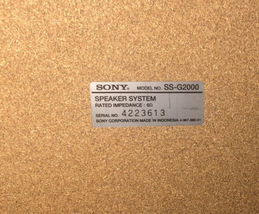 SONY® MODEL NO. SS-G2000
SPEAKER SYSTEM
RATED IMPEDANCE : 6Ω
SERIAL NO. 4223613
SONY CORPORATION MADE IN INDONESIA